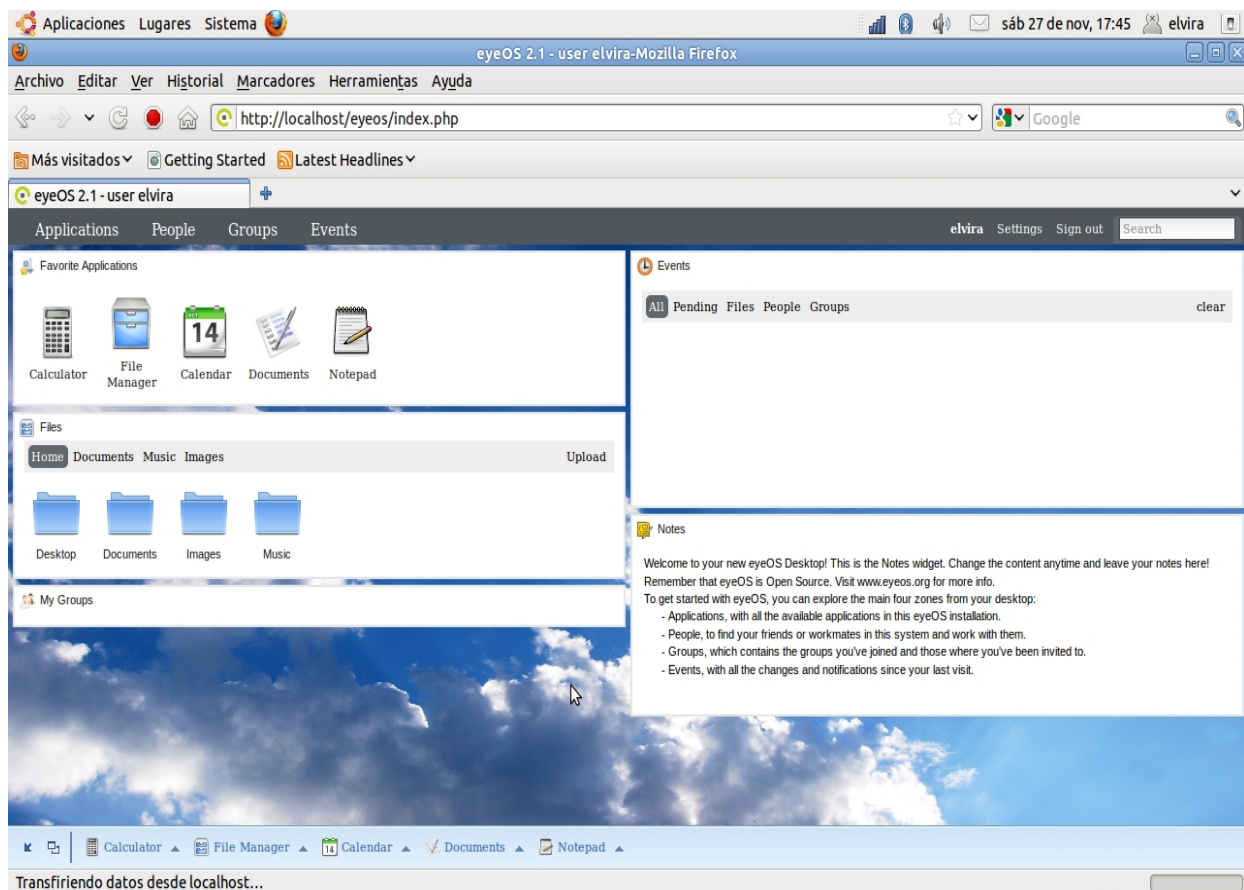 Aplicaciones Lugares Sistema sáb 27 de nov, 17:45 elvira
eyeOS 2.1 - user elvira-Mozilla Firefox
Archivo Editar Ver Historial Marcadores Herramientas Ayuda
http://localhost/eyeos/index.php Google
Más visitados Getting Started Latest Headlines
eyeOS 2.1 - user elvira
Applications People Groups Events elvira Settings Sign out Search
Favorite Applications
14
Calculator File Manager Calendar Documents Notepad
Files
Home Documents Music Images Upload
Desktop Documents Images Music
My Groups
Events
All Pending Files People Groups clear
Notes
Welcome to your new eyeOS Desktop! This is the Notes widget. Change the content anytime and leave your notes here!
Remember that eyeOS is Open Source. Visit www.eyeos.org for more info.
To get started with eyeOS, you can explore the main four zones from your desktop:
- Applications, with all the available applications in this eyeOS installation.
- People, to find your friends or workmates in this system and work with them.
- Groups, which contains the groups you've joined and those where you've been invited to.
- Events, with all the changes and notifications since your last visit.
Calculator File Manager 14 Calendar Documents Notepad
Transfiriendo datos desde localhost...